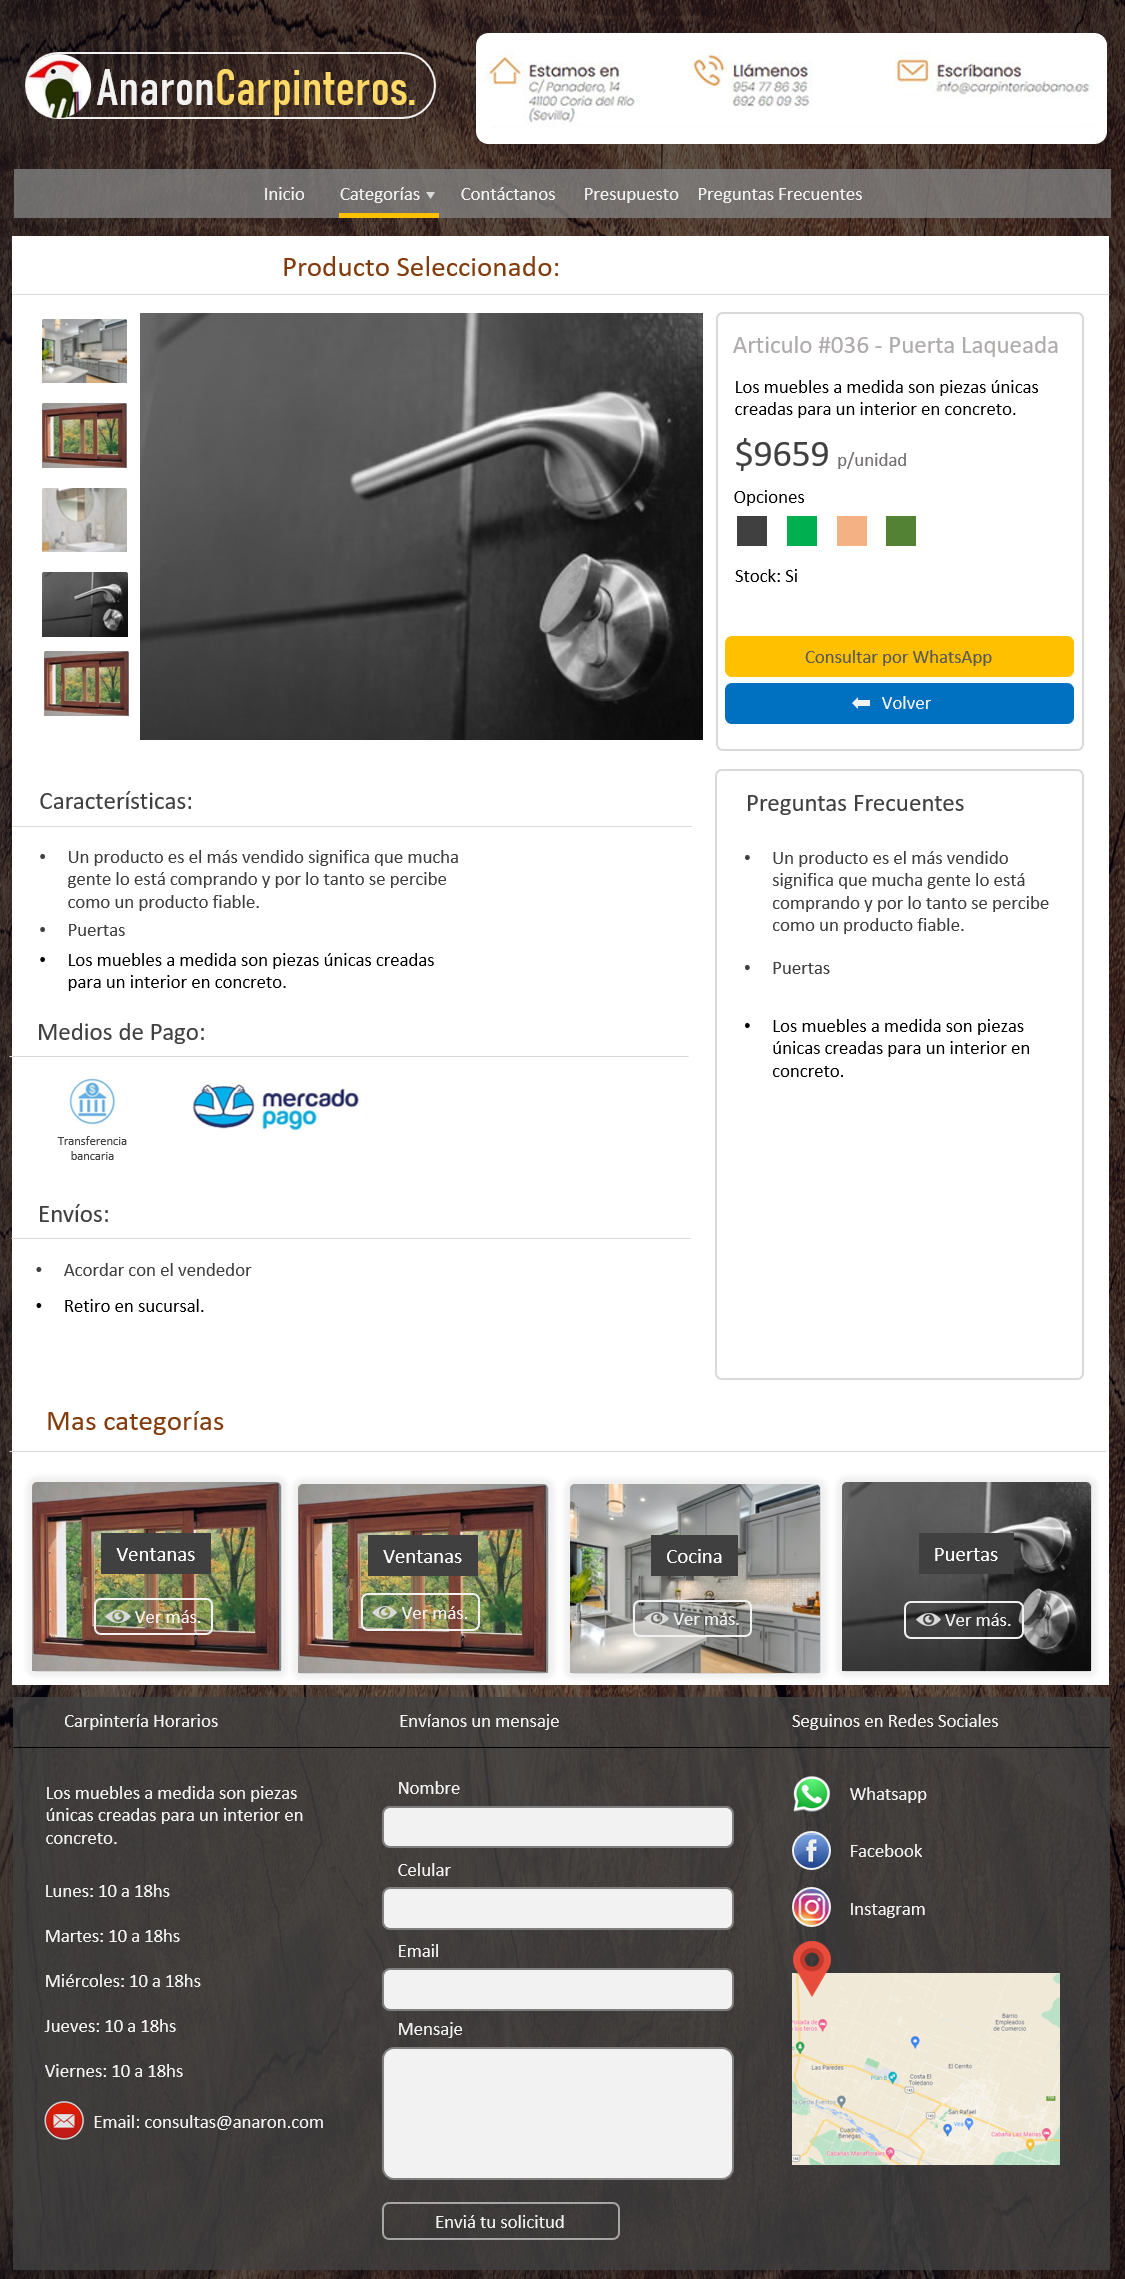 AnaronCarpinteros.
Estamos en
C/ Panadero, 14
41100 Coria del Río
(Sevilla)
Llámenos
954 77 86 36
692 60 09 35
Escríbanos
info@carpinteriaebano.es
Inicio
Categorías
Contáctanos
Presupuesto
Preguntas Frecuentes
Producto Seleccionado:
Articulo #036 - Puerta Laqueada
Los muebles a medida son piezas únicas
creadas para un interior en concreto.
$9659 p/unidad
Opciones
Stock: Si
Consultar por WhatsApp
Volver
Características:
• Un producto es el más vendido significa que mucha
gente lo está comprando y por lo tanto se percibe
como un producto fiable.
• Puertas
• Los muebles a medida son piezas únicas creadas
para un interior en concreto.
Medios de Pago:
Transferencia
bancaria
mercado
pago
Envíos:
• Acordar con el vendedor
• Retiro en sucursal.
Preguntas Frecuentes
• Un producto es el más vendido
significa que mucha gente lo está
comprando y por lo tanto se percibe
como un producto fiable.
• Puertas
• Los muebles a medida son piezas
únicas creadas para un interior en
concreto.
Mas categorías
Ventanas
Ver más.
Ventanas
Ver más.
Cocina
Ver más.
Puertas
Ver más.
Carpintería Horarios
Los muebles a medida son piezas
únicas creadas para un interior en
concreto.
Lunes: 10 a 18hs
Martes: 10 a 18hs
Miércoles: 10 a 18hs
Jueves: 10 a 18hs
Viernes: 10 a 18hs
Email: consultas@anaron.com
Envíanos un mensaje
Nombre
Celular
Email
Mensaje
Enviá tu solicitud
Seguinos en Redes Sociales
Whatsapp
Facebook
Instagram
Barrio
Empleados
de Comercio
Las Paredes
El Cerrito
Plan B
Costa El
Toledano
San Rafael
Vea
Cuadro
Benegas
Cabaña Las Marías